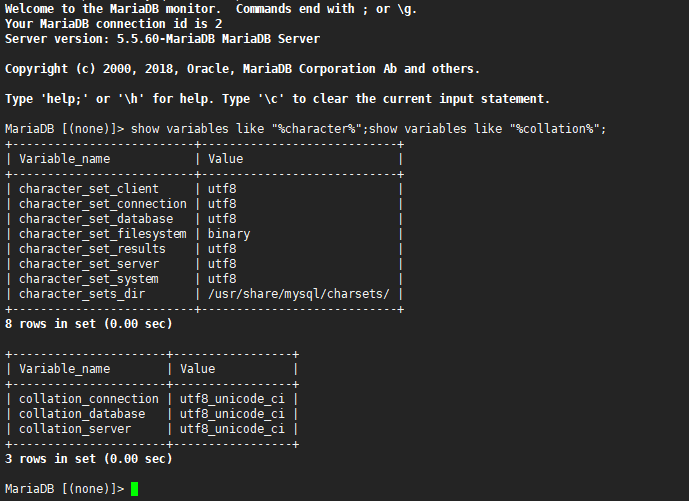 Welcome to the MariaDB monitor.  Commands end with ; or \g.
Your MariaDB connection id is 2
Server version: 5.5.60-MariaDB MariaDB Server

Copyright (c) 2000, 2018, Oracle, MariaDB Corporation Ab and others.

Type 'help;' or '\h' for help. Type '\c' to clear the current input statement.

MariaDB [(none)]> show variables like "%character%";show variables like "%collation%";
+--------------------------+----------------------------+
| Variable_name            | Value                      |
+--------------------------+----------------------------+
| character_set_client     | utf8                       |
| character_set_connection | utf8                       |
| character_set_database   | utf8                       |
| character_set_filesystem | binary                     |
| character_set_results    | utf8                       |
| character_set_server     | utf8                       |
| character_set_system     | utf8                       |
| character_sets_dir       | /usr/share/mysql/charsets/ |
+--------------------------+----------------------------+
8 rows in set (0.00 sec)

+----------------------+-----------------+
| Variable_name        | Value           |
+----------------------+-----------------+
| collation_connection | utf8_unicode_ci |
| collation_database   | utf8_unicode_ci |
| collation_server     | utf8_unicode_ci |
+----------------------+-----------------+
3 rows in set (0.00 sec)

MariaDB [(none)]>